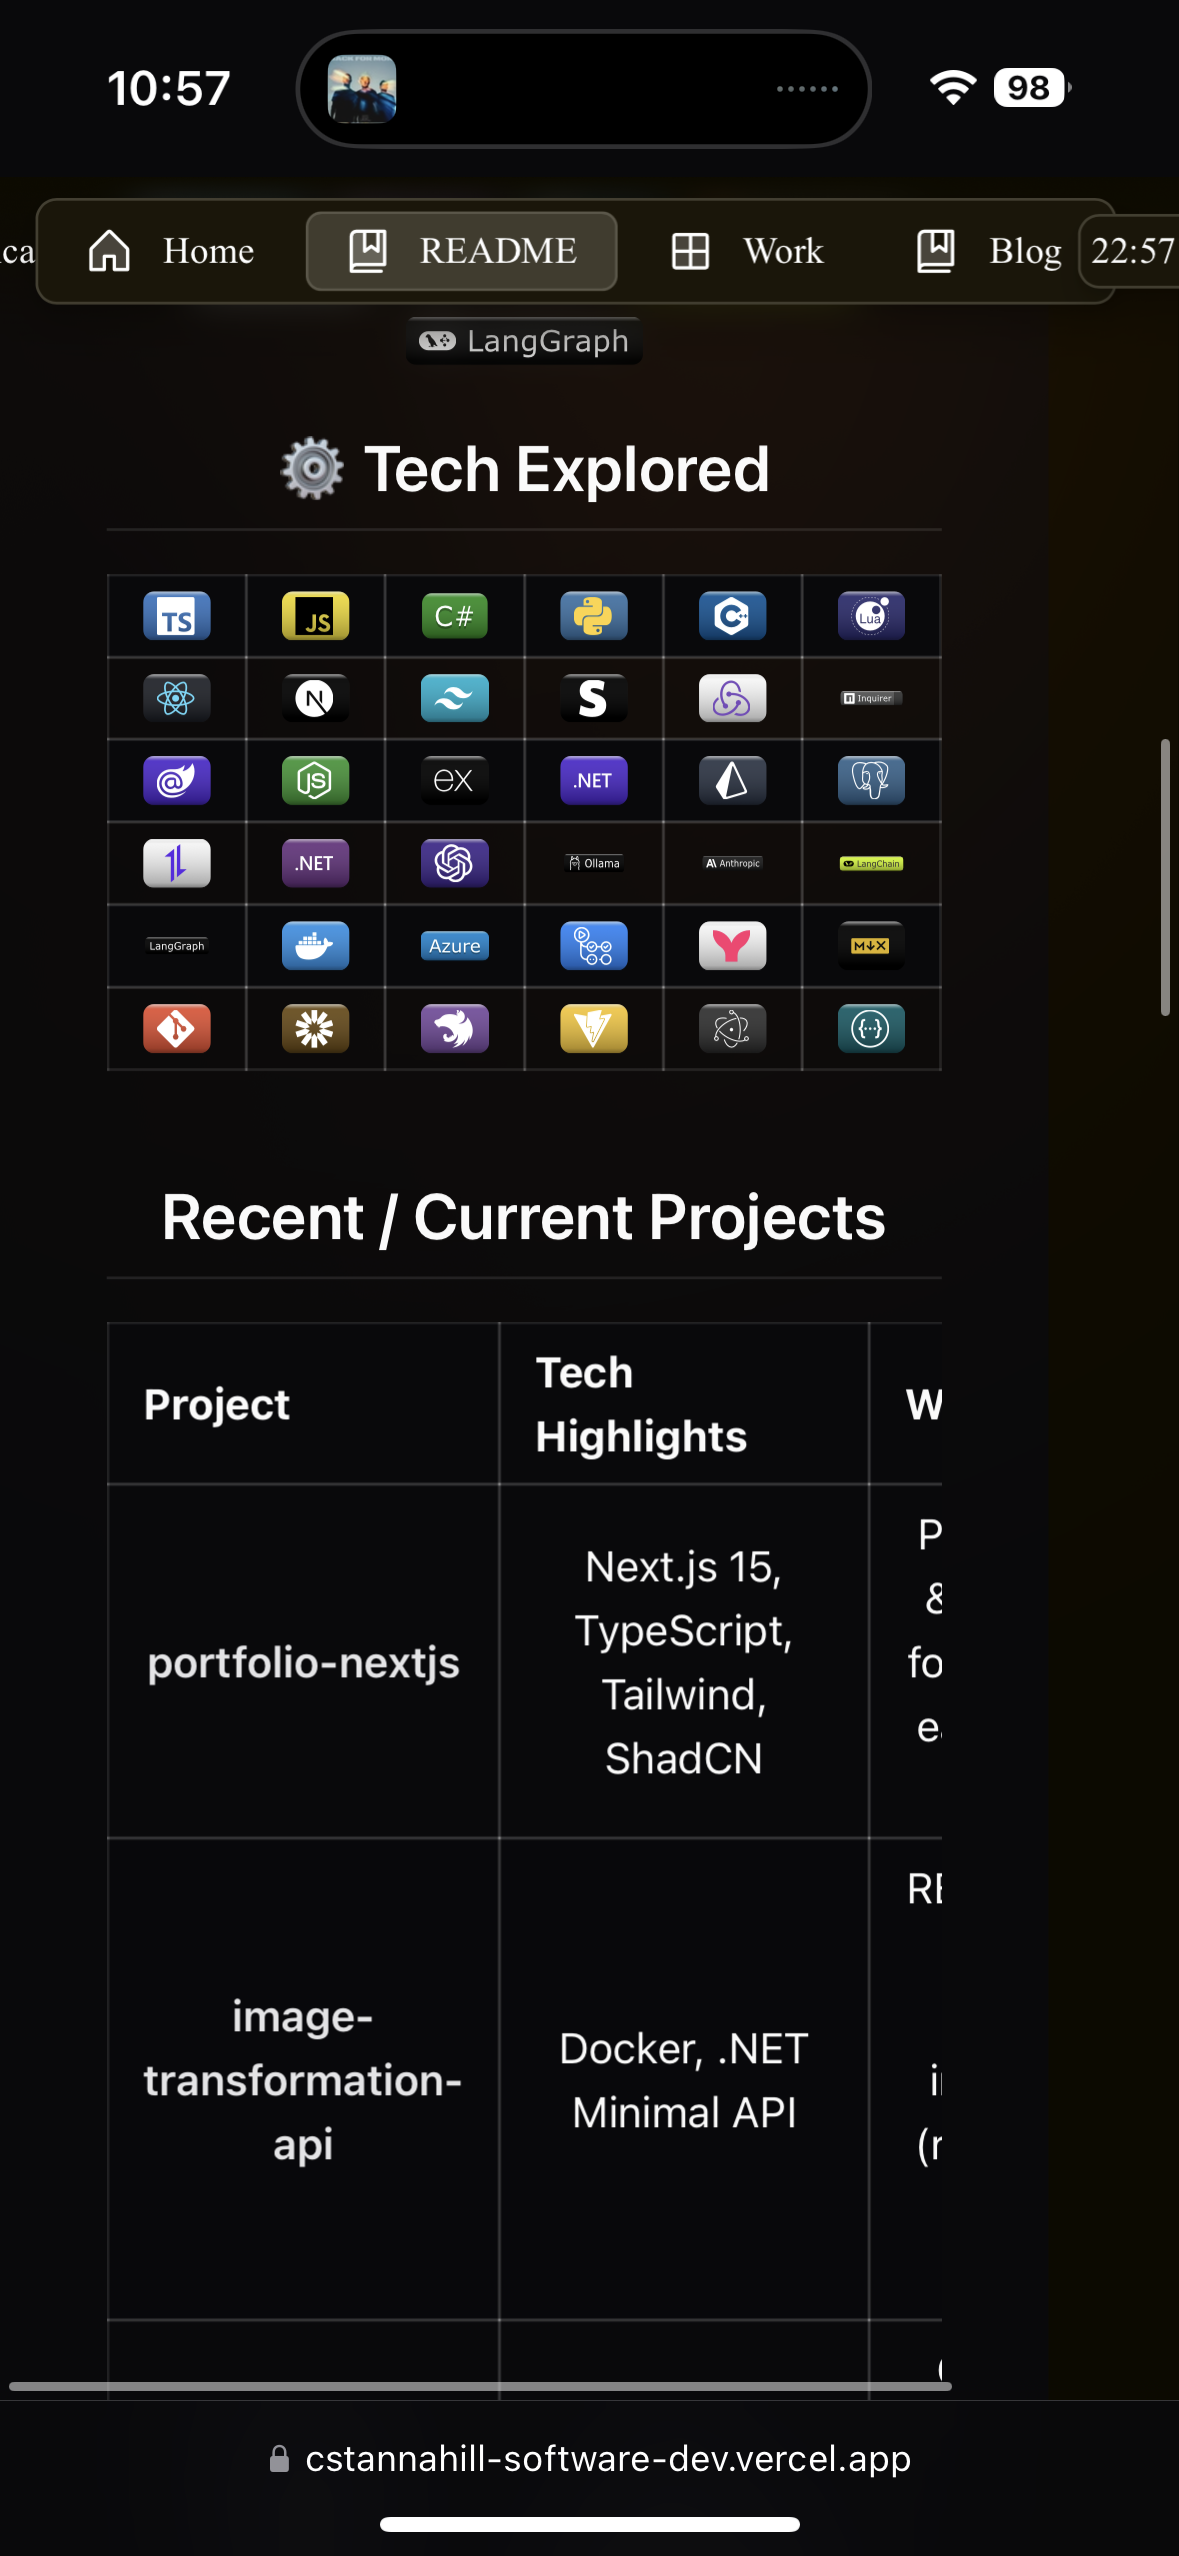 10:57
98
ca
Home
README
Work
Blog
22:57
LangGraph
Tech Explored
TS
JS
C#
C++
Lua
N
S
Inquirer
@
JS
ex
.NET
.NET
Ollama
A\ Anthropic
LangChain
LangGraph
Azure
M↓X
{...}
Recent / Current Projects
Project
Tech
Highlights
W
portfolio-nextjs
Next.js 15,
TypeScript,
Tailwind,
ShadCN
P
&
fo
ea
image-
transformation-
api
Docker, .NET
Minimal API
RE
(r
cstannahill-software-dev.vercel.app